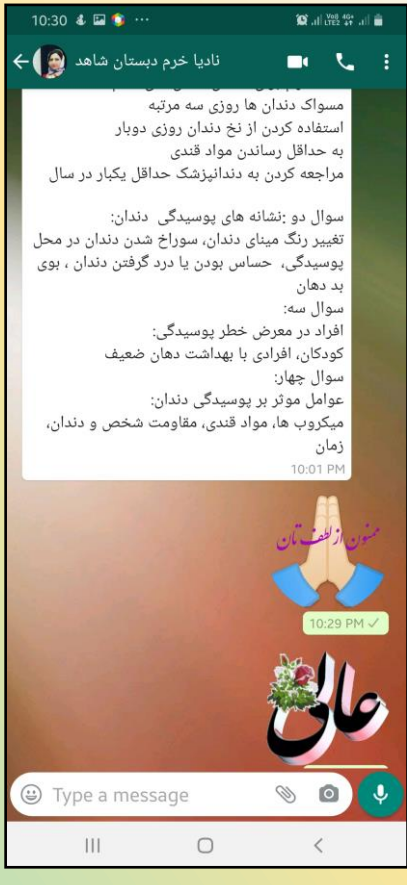 10:30
Vo)) 4G+
LTE2
نادیا خرم دبستان شاهد
مسواک دندان ها روزی سه مرتبه
استفاده کردن از نخ دندان روزی دوبار
به حداقل رساندن مواد قندی
مراجعه کردن به دندانپزشک حداقل یکبار در سال
سوال دو :نشانه های پوسیدگی دندان:
تغییر رنگ مینای دندان، سوراخ شدن دندان در محل
پوسیدگی، حساس بودن یا درد گرفتن دندان ، بوی
بد دهان
سوال سه:
افراد در معرض خطر پوسیدگی:
کودکان، افرادی با بهداشت دهان ضعیف
سوال چهار:
عوامل موثر بر پوسیدگی دندان:
میکروب ها، مواد قندی، مقاومت شخص و دندان،
زمان
10:01 PM
ممنون از لطف تان
10:29 PM
عالی
Type a message